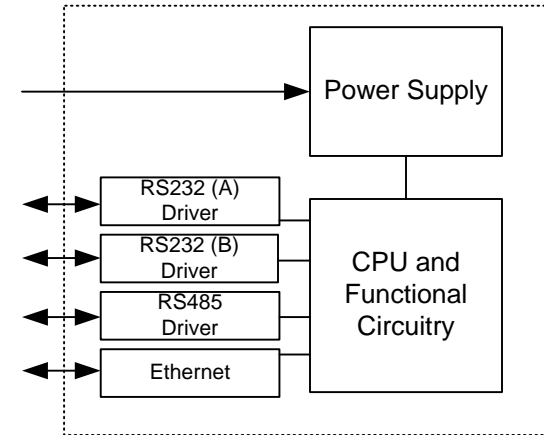 Power Supply
RS232 (A)
Driver
RS232 (B)
Driver
RS485
Driver
Ethernet
CPU and
Functional
Circuitry